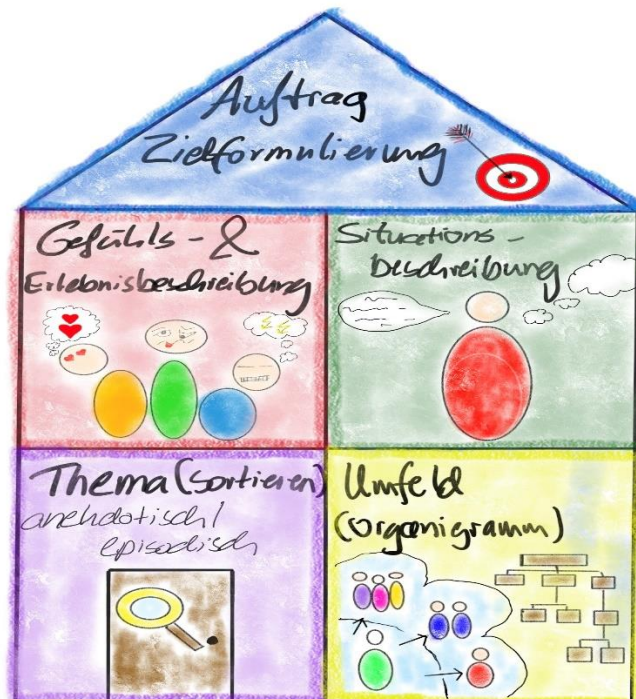 Auftrag
Zielformulierung
Gefühls- &
Erlebnisbeschreibung
Situations-
beschreibung
Thema (sortieren)
anekdotisch /
episodisch
Umfeld
(Organigramm)